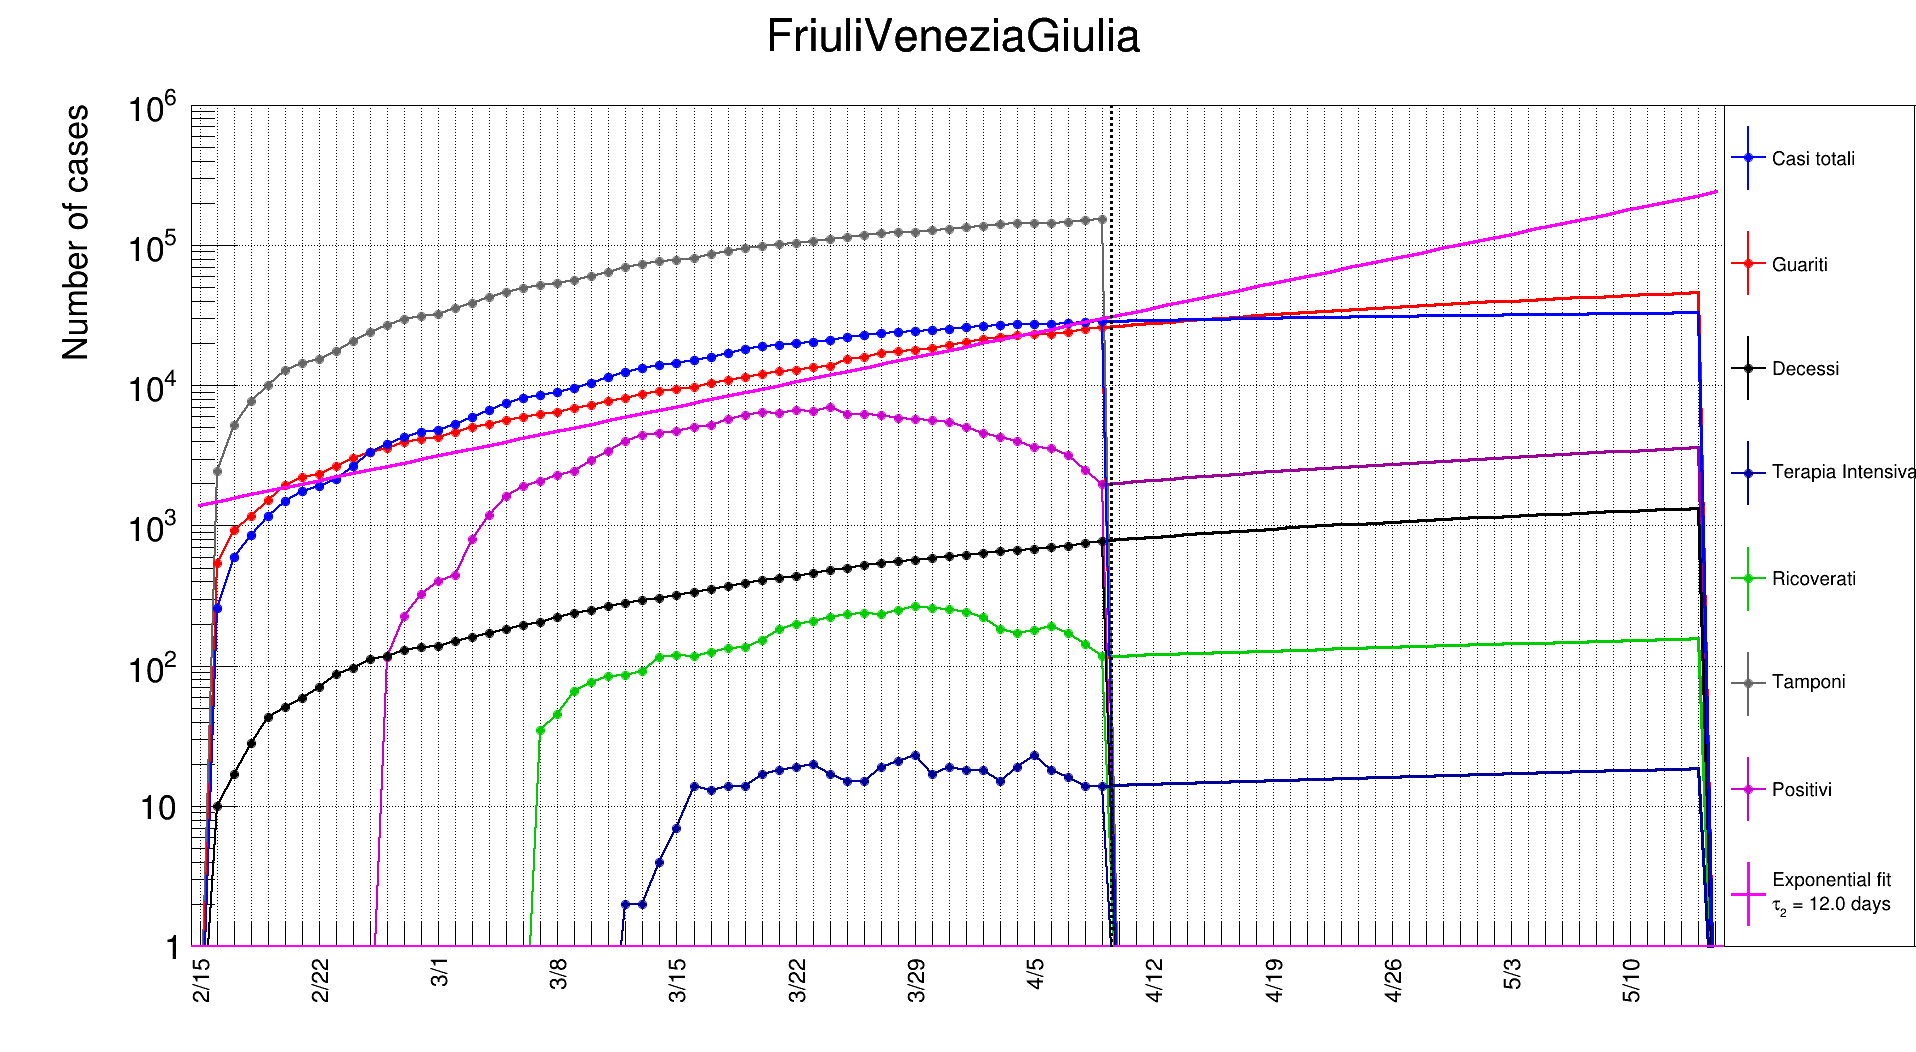 FriuliVeneziaGiulia
Number of cases
10^6
10^5
10^4
10^3
10^2
10
1
2/15
2/22
3/1
3/8
3/15
3/22
3/29
4/5
4/12
4/19
4/26
5/3
5/10
Casi totali
Guariti
Decessi
Terapia Intensiva
Ricoverati
Tamponi
Positivi
Exponential fit
τ₂ = 12.0 days